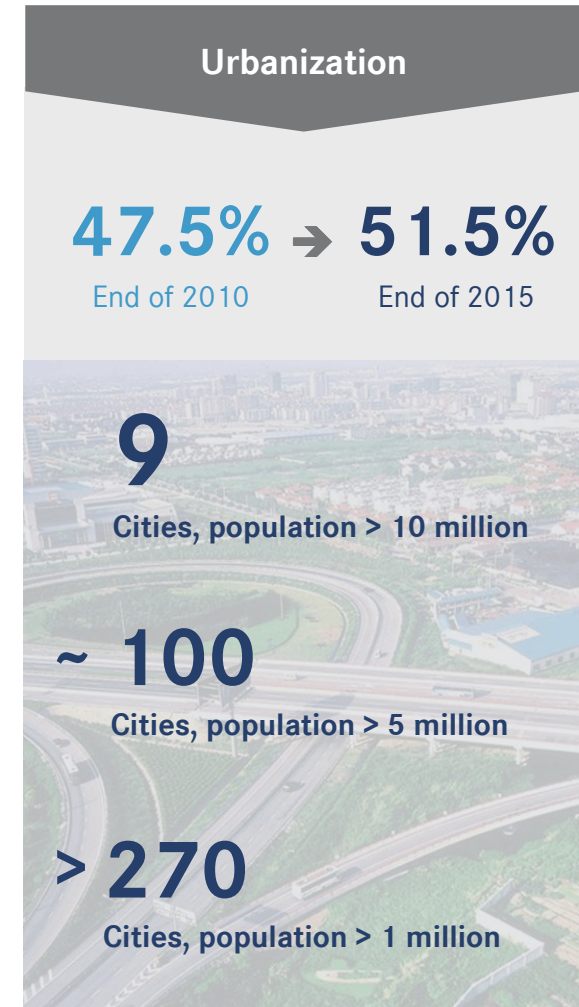 Urbanization
47.5% ➔ 51.5%
End of 2010 End of 2015
9
Cities, population > 10 million
~ 100
Cities, population > 5 million
> 270
Cities, population > 1 million